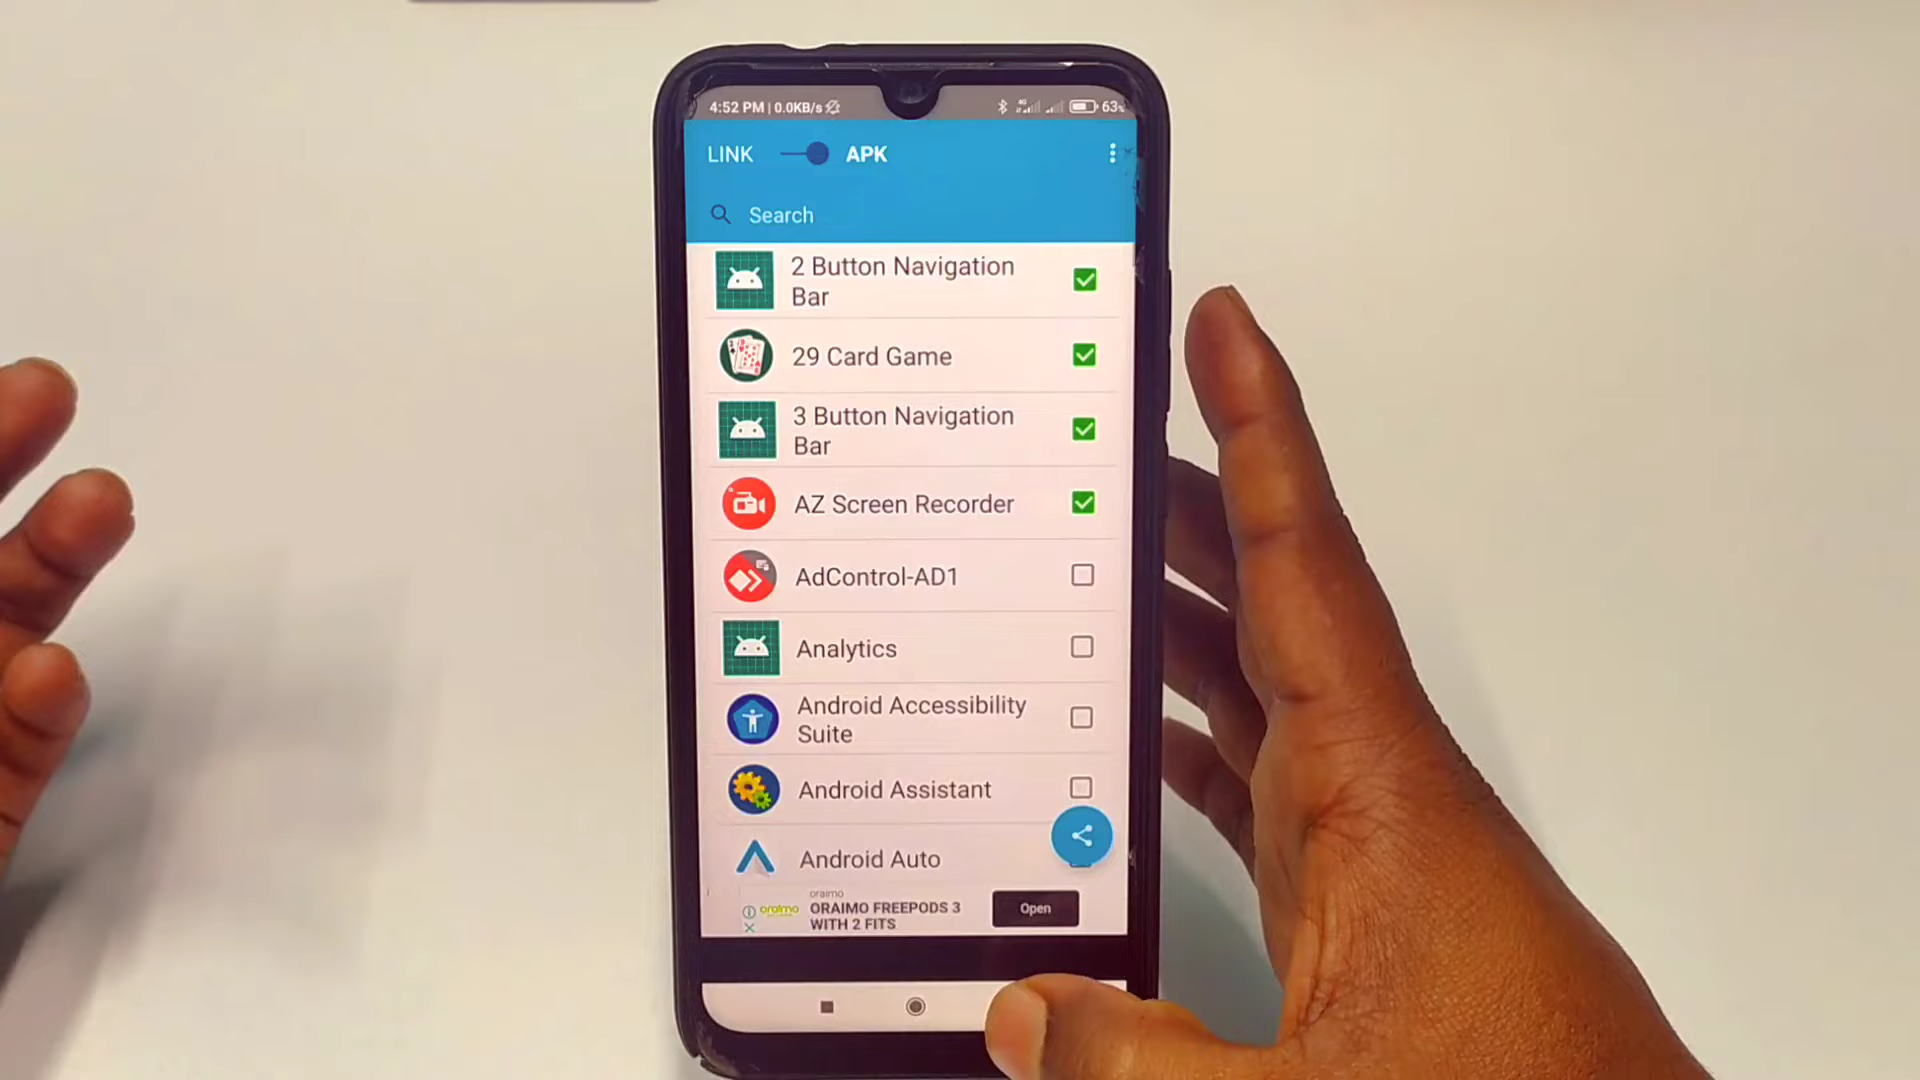 4:52 PM | 0.0KB/s
4G
63%
LINK
APK
Search
2 Button Navigation
Bar
29 Card Game
3 Button Navigation
Bar
AZ Screen Recorder
AdControl-AD1
Analytics
Android Accessibility
Suite
Android Assistant
Android Auto
oraimo
oraimo
ORAIMO FREEPODS 3
WITH 2 FITS
Open